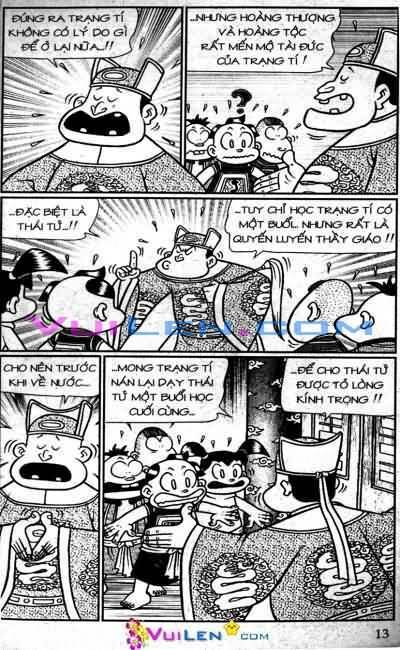 ĐÚNG RA TRẠNG TÍ
KHÔNG CÓ LÝ DO GÌ
ĐỂ Ở LẠI NỮA...!!
...NHƯNG HOÀNG THƯỢNG
VÀ HOÀNG TỘC
RẤT MẾN MỘ TÀI ĐỨC
CỦA TRẠNG TÍ !
?
...ĐẶC BIỆT LÀ
THÁI TỬ...!!
...TUY CHỈ HỌC TRẠNG TÍ CÓ
MỘT BUỔI... NHƯNG RẤT LÀ
QUYẾN LUYẾN THẦY GIÁO !
VUILEN.COM
CHO NÊN TRƯỚC
KHI VỀ NƯỚC...
...MONG TRẠNG TÍ
NÁN LẠI DẠY THÁI
TỬ MỘT BUỔI HỌC
CUỐI CÙNG...
...ĐỂ CHO THÁI TỬ
ĐƯỢC TỎ LÒNG
KÍNH TRỌNG !!
13
VUILEN.COM